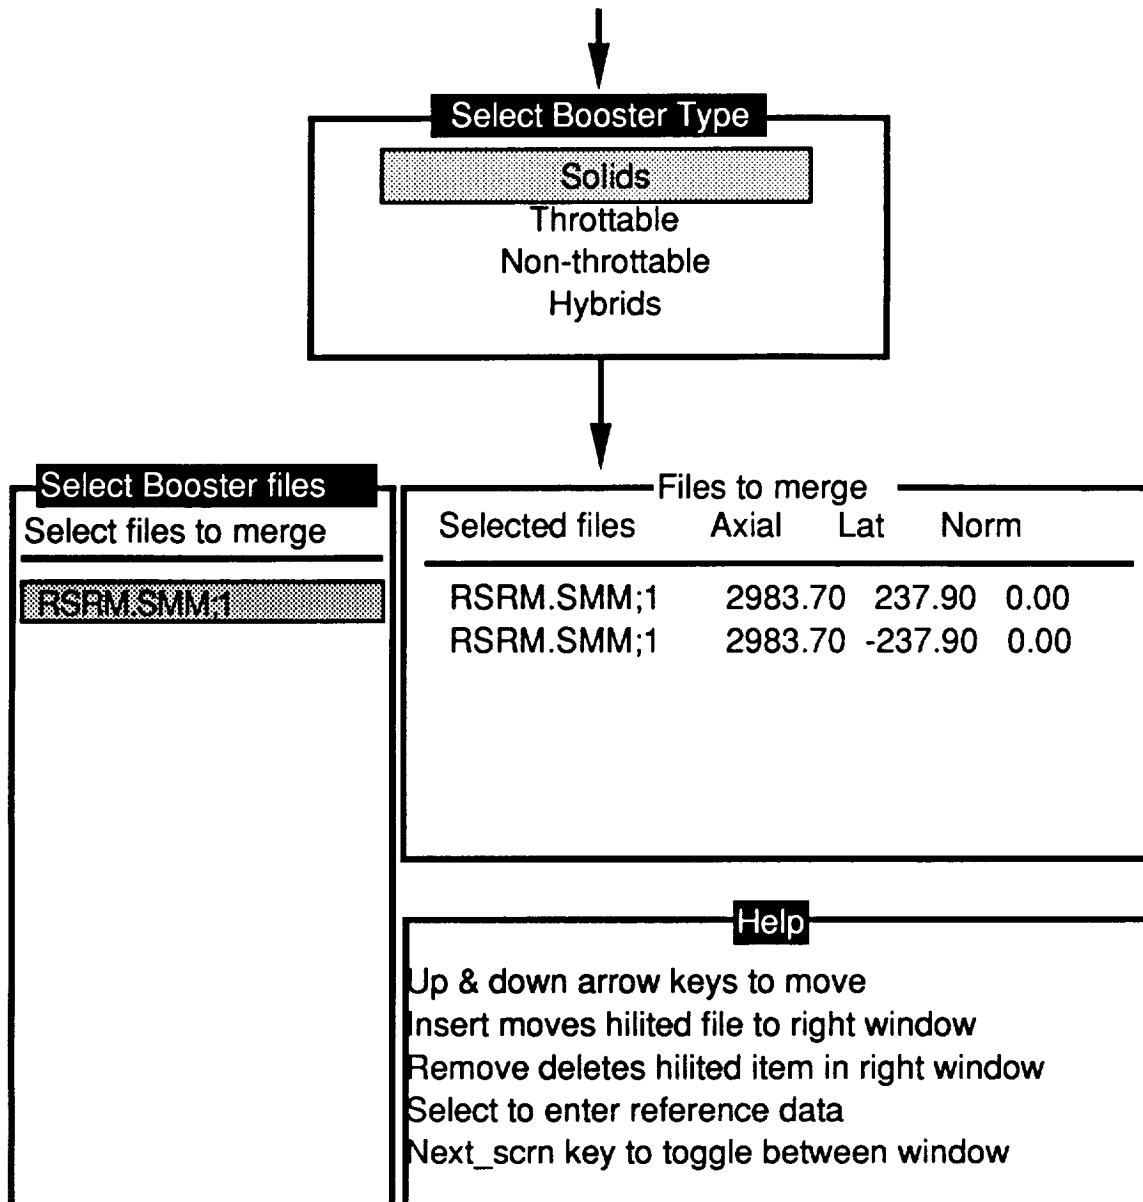 Select Booster Type
Solids
Throttable
Non-throttable
Hybrids
Select Booster files
Select files to merge
RSRM.SMM;1
Files to merge
Selected files Axial Lat Norm
RSRM.SMM;1 2983.70 237.90 0.00
RSRM.SMM;1 2983.70 -237.90 0.00
Help
Up & down arrow keys to move
Insert moves hilited file to right window
Remove deletes hilited item in right window
Select to enter reference data
Next_scrn key to toggle between window